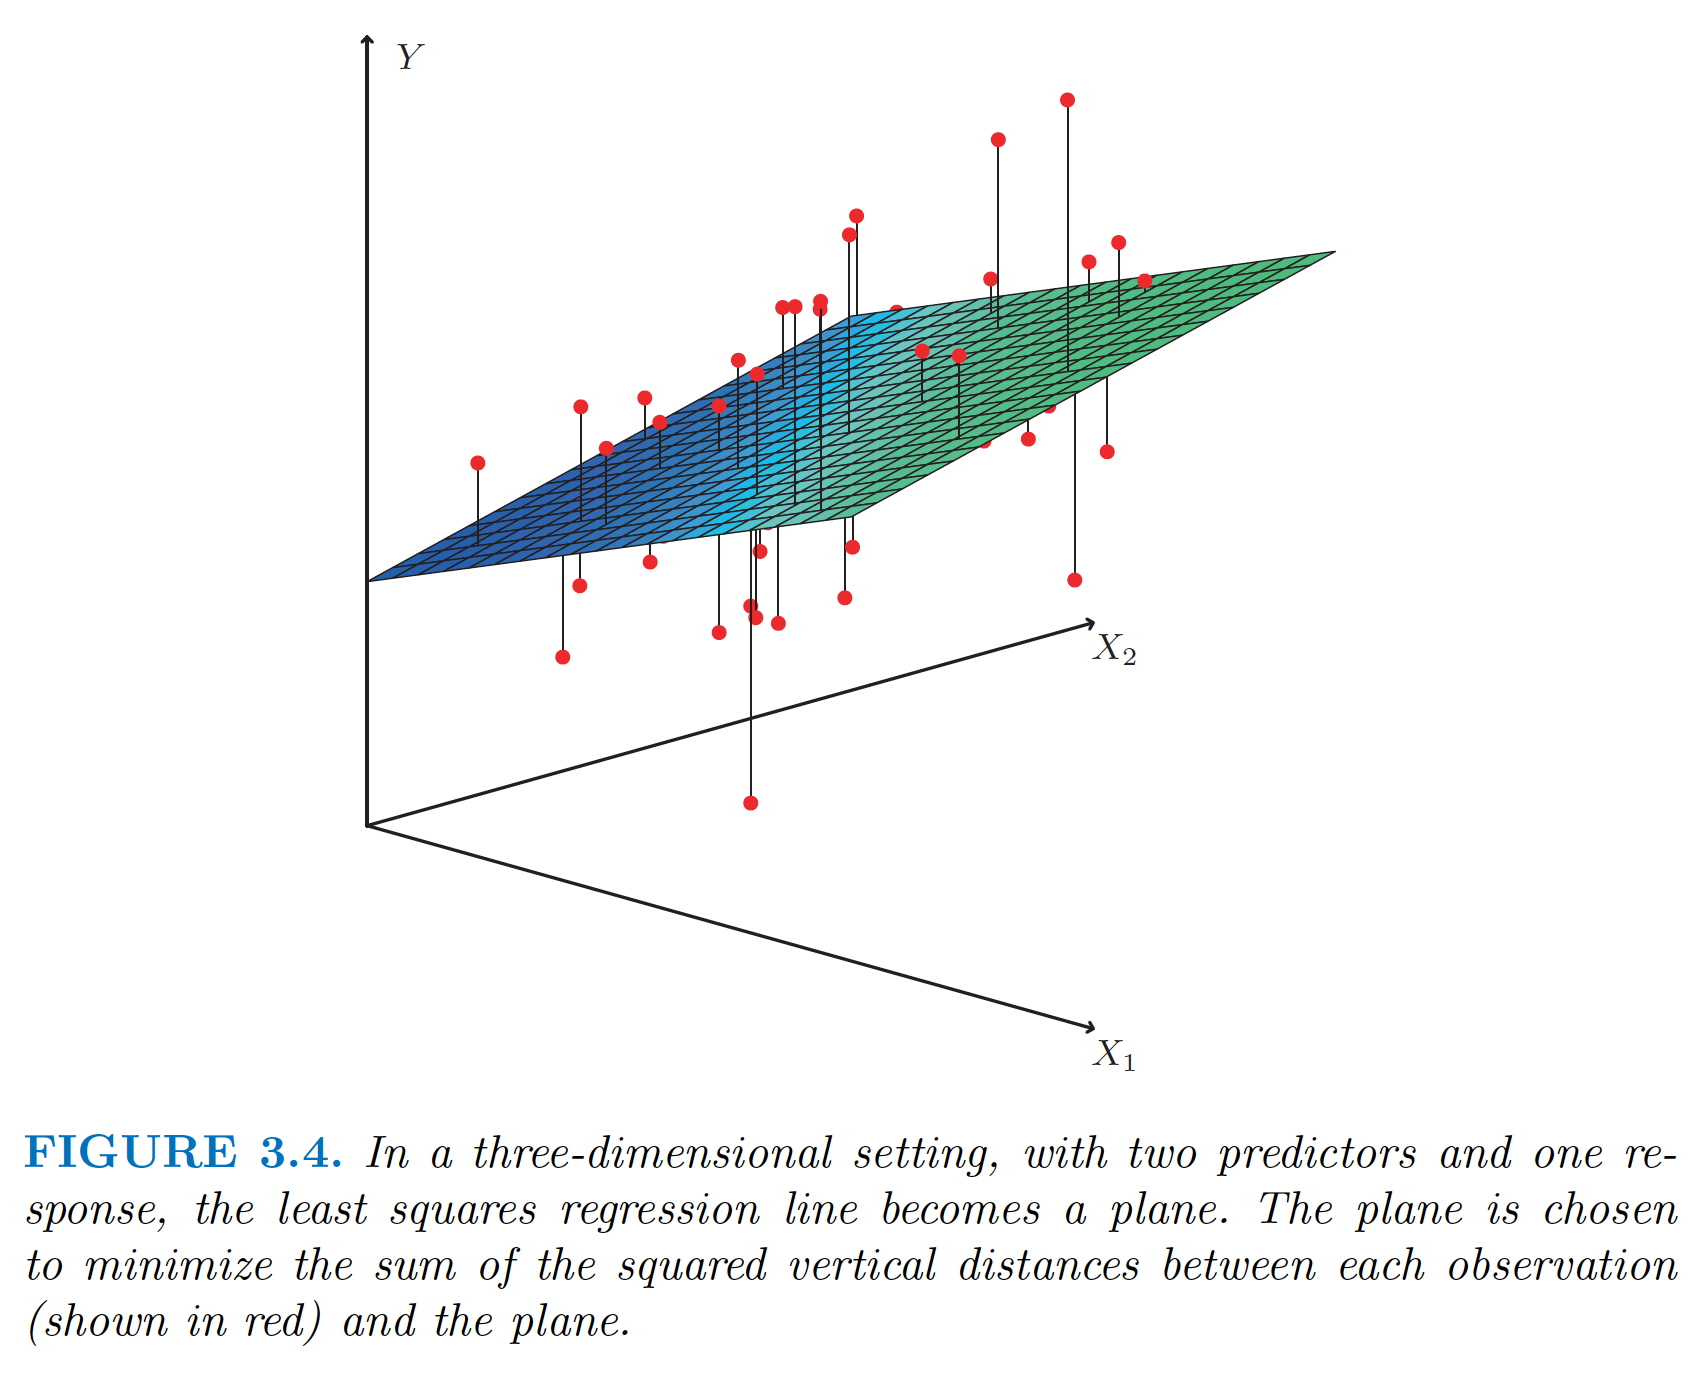 Y
X₂
X₁
FIGURE 3.4. In a three-dimensional setting, with two predictors and one re-
sponse, the least squares regression line becomes a plane. The plane is chosen
to minimize the sum of the squared vertical distances between each observation
(shown in red) and the plane.